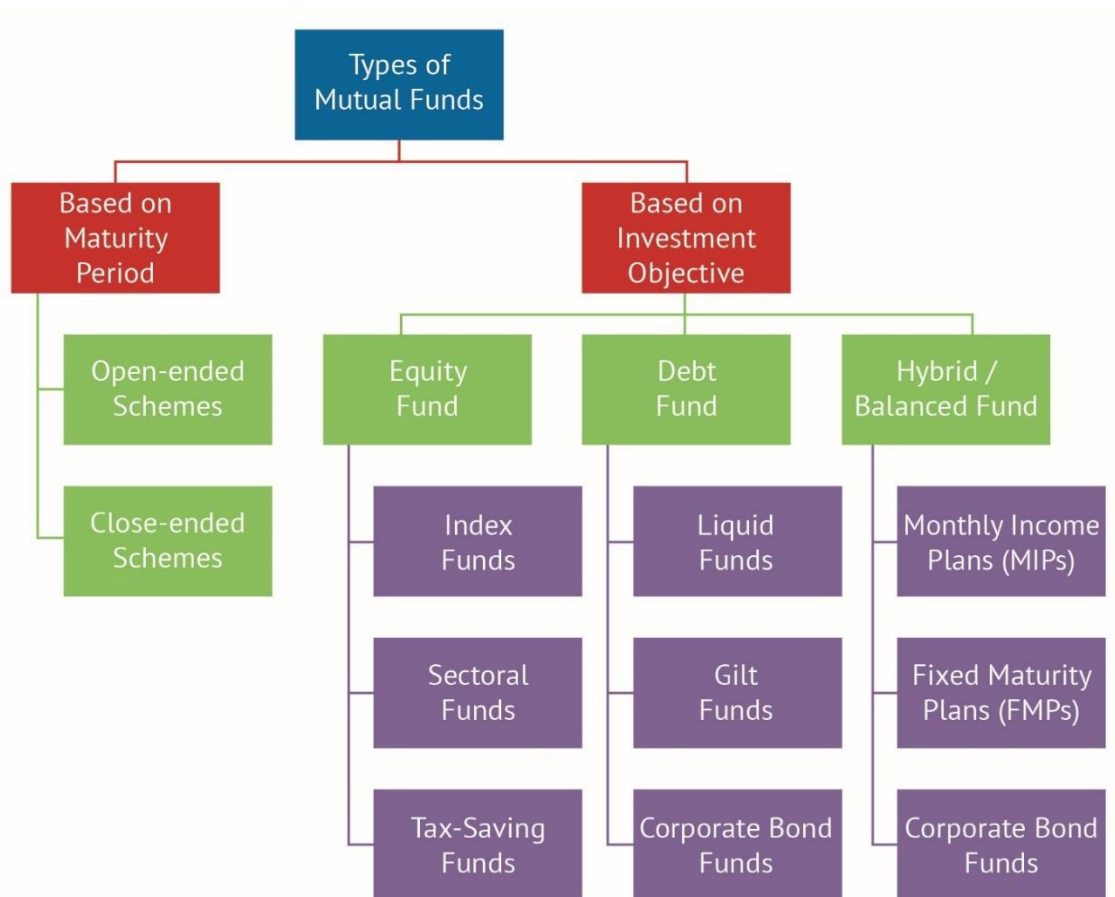 Types of
Mutual Funds
Based on
Maturity
Period
Based on
Investment
Objective
Open-ended
Schemes
Close-ended
Schemes
Equity
Fund
Index
Funds
Sectoral
Funds
Tax-Saving
Funds
Debt
Fund
Liquid
Funds
Gilt
Funds
Corporate Bond
Funds
Hybrid /
Balanced Fund
Monthly Income
Plans (MIPs)
Fixed Maturity
Plans (FMPs)
Corporate Bond
Funds